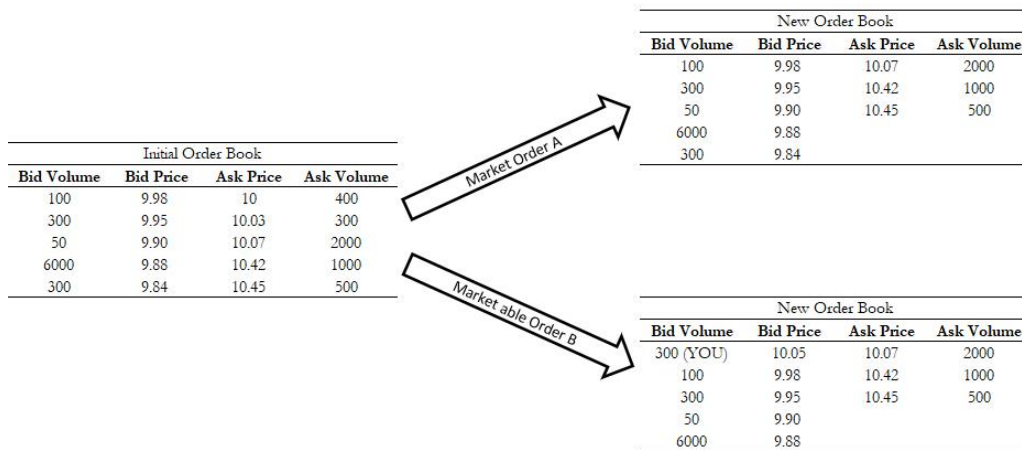 New Order Book
Bid Volume Bid Price Ask Price Ask Volume
100 9.98 10.07 2000
300 9.95 10.42 1000
50 9.90 10.45 500
6000 9.88
300 9.84
Initial Order Book
Bid Volume Bid Price Ask Price Ask Volume
100 9.98 10 400
300 9.95 10.03 300
50 9.90 10.07 2000
6000 9.88 10.42 1000
300 9.84 10.45 500
Market Order A
Market able Order B
New Order Book
Bid Volume Bid Price Ask Price Ask Volume
300 (YOU) 10.05 10.07 2000
100 9.98 10.42 1000
300 9.95 10.45 500
50 9.90
6000 9.88